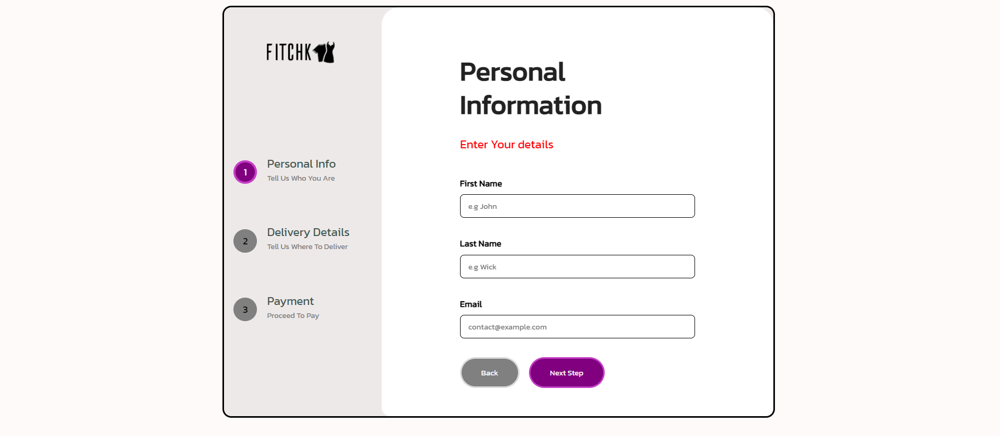 FITCHK
1
Personal Info
Tell Us Who You Are
2
Delivery Details
Tell Us Where To Deliver
3
Payment
Proceed To Pay
Personal
Information
Enter Your details
First Name
e.g John
Last Name
e.g Wick
Email
contact@example.com
Back
Next Step